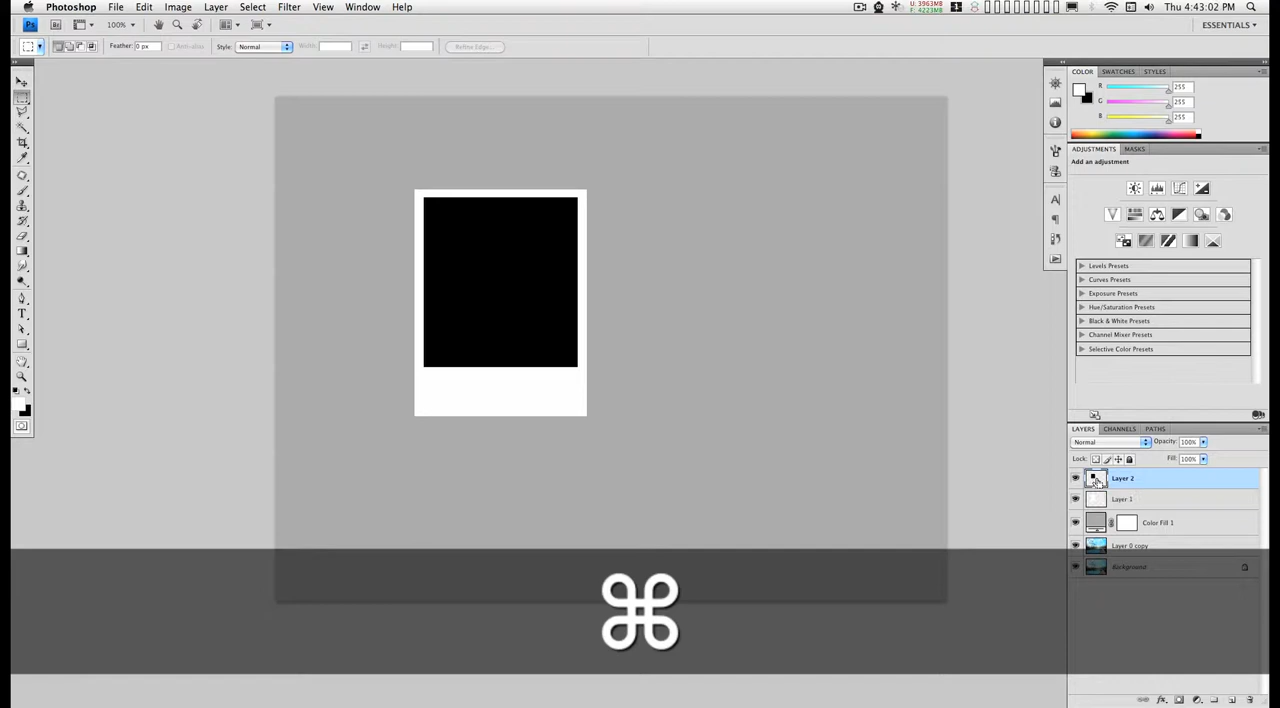 Photoshop File Edit Image Layer Select Filter View Window Help U: 3963MB F: 4223MB Thu 4:43:02 PM
Ps Br 100% ESSENTIALS
Feather: 0 px Anti-alias Style: Normal Width: Height: Refine Edge...
COLOR SWATCHES STYLES
R 255
G 255
B 255
ADJUSTMENTS MASKS
Add an adjustment
Levels Presets
Curves Presets
Exposure Presets
Hue/Saturation Presets
Black & White Presets
Channel Mixer Presets
Selective Color Presets
LAYERS CHANNELS PATHS
Normal Opacity: 100%
Lock: Fill: 100%
Layer 2
Layer 1
Color Fill 1
Layer 0 copy
Background
⌘